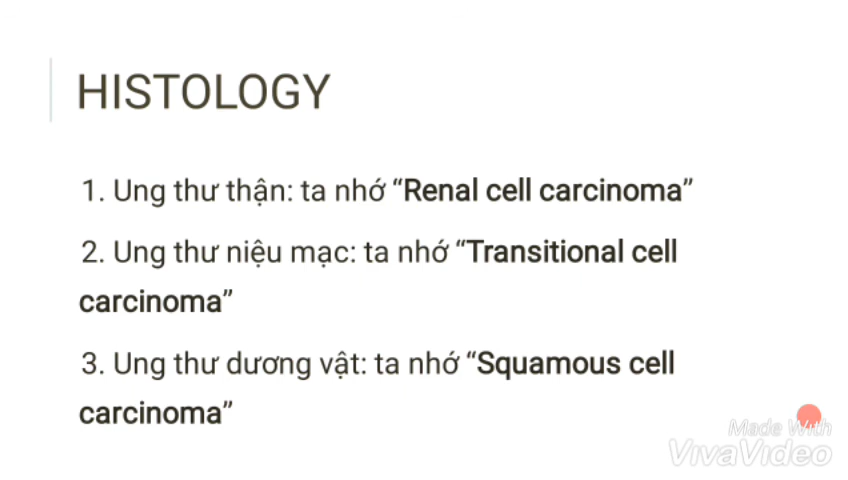 HISTOLOGY
1. Ung thư thận: ta nhớ “Renal cell carcinoma”
2. Ung thư niệu mạc: ta nhớ “Transitional cell
carcinoma”
3. Ung thư dương vật: ta nhớ “Squamous cell
carcinoma”
Made With
VivaVideo